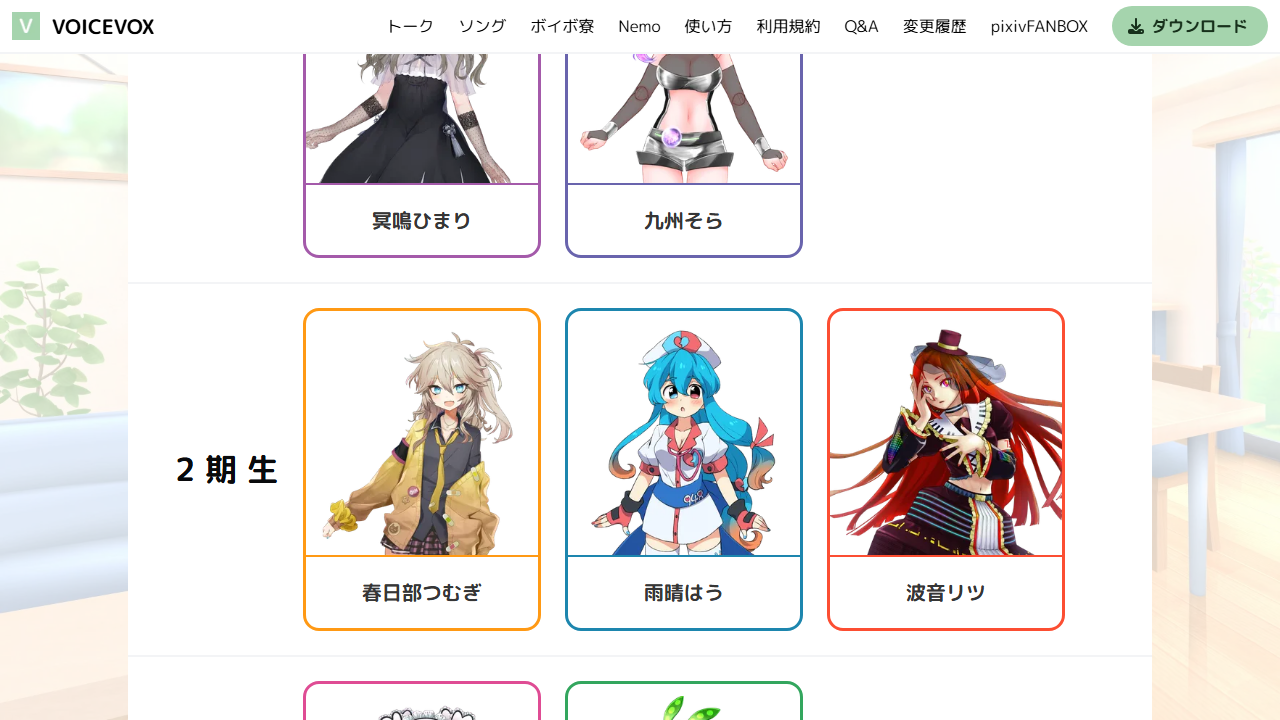 V VOICEVOX トーク ソング ボイボ寮 Nemo 使い方 利用規約 Q&A 変更履歴 pixivFANBOX ダウンロード
冥鳴ひまり 九州そら
2期生
春日部つむぎ 雨晴はう 波音リツ